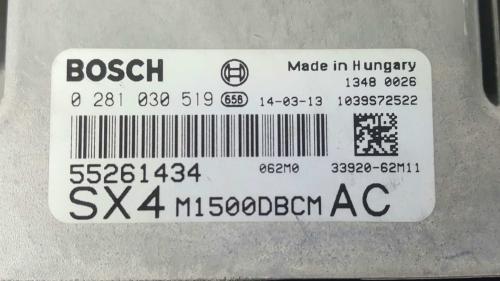 BOSCH Made in Hungary
1348 0026
0 281 030 519 658 14-03-13 1039S72522
55261434 062M0 33920-62M11
SX4 M1500DBCM AC